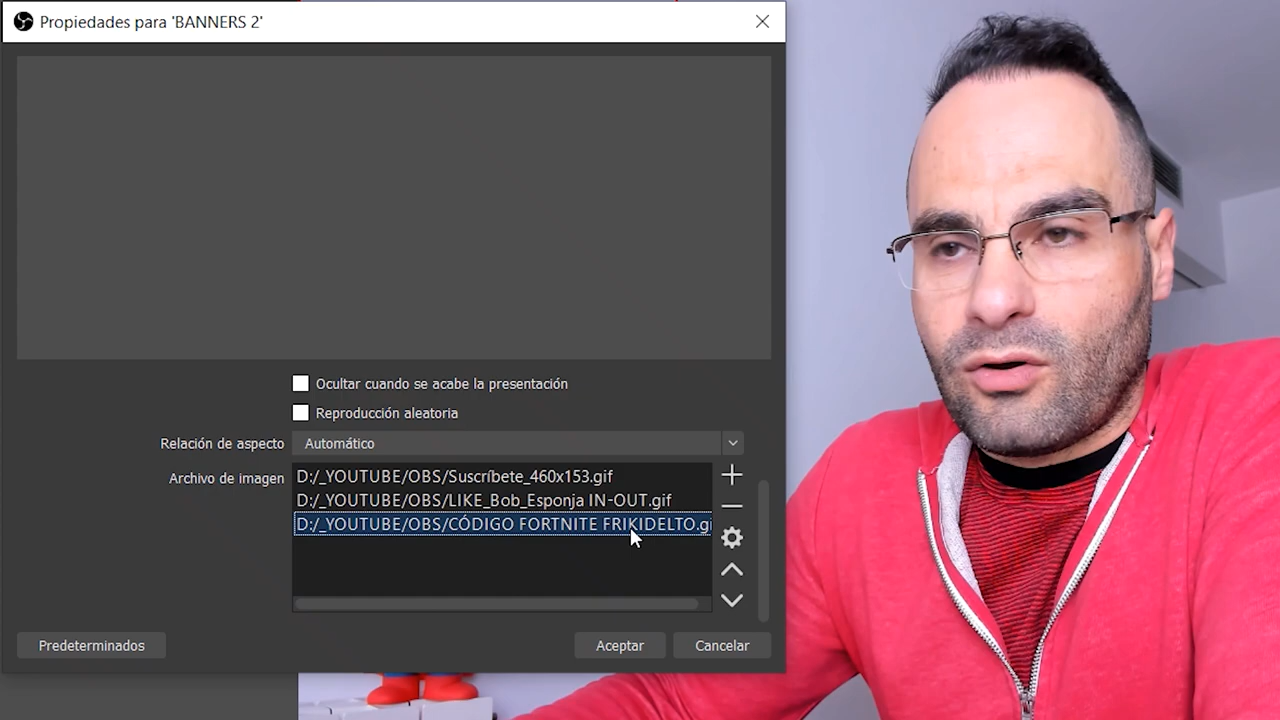 Propiedades para 'BANNERS 2'
Ocultar cuando se acabe la presentación
Reproducción aleatoria
Relación de aspecto Automático
Archivo de imagen
D:/_YOUTUBE/OBS/Suscríbete_460x153.gif
D:/_YOUTUBE/OBS/LIKE_Bob_Esponja IN-OUT.gif
D:/_YOUTUBE/OBS/CÓDIGO FORTNITE FRIKIDELTO.gi
Predeterminados Aceptar Cancelar